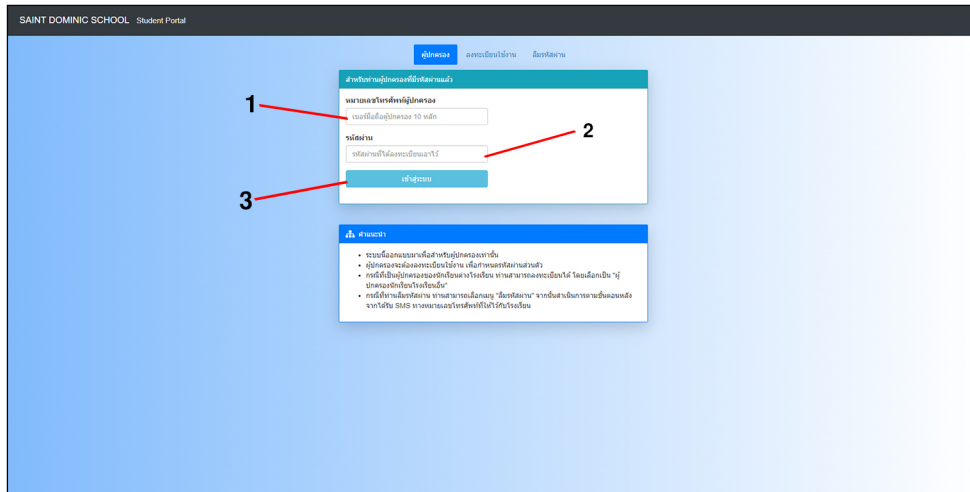 SAINT DOMINIC SCHOOL Student Portal
ผู้ปกครอง ลงทะเบียนใช้งาน ลืมรหัสผ่าน
สำหรับท่านผู้ปกครองที่มีรหัสผ่านแล้ว
หมายเลขโทรศัพท์ผู้ปกครอง
1
เบอร์มือถือผู้ปกครอง 10 หลัก
2
รหัสผ่าน
รหัสผ่านที่ได้ลงทะเบียนเอาไว้
เข้าสู่ระบบ
3
คำแนะนำ
ระบบนี้ออกแบบมาเพื่อสำหรับผู้ปกครองเท่านั้น
ผู้ปกครองจะต้องลงทะเบียนใช้งาน เพื่อกำหนดรหัสผ่านส่วนตัว
กรณีที่เป็นผู้ปกครองของนักเรียนต่างโรงเรียน ท่านสามารถลงทะเบียนได้ โดยเลือกเป็น "ผู้
ปกครองนักเรียนโรงเรียนอื่น"
กรณีที่ท่านลืมรหัสผ่าน ท่านสามารถเลือกเมนู "ลืมรหัสผ่าน" จากนั้นดำเนินการตามขั้นตอนหลัง
จากได้รับ SMS ทางหมายเลขโทรศัพท์ที่ให้ไว้กับโรงเรียน